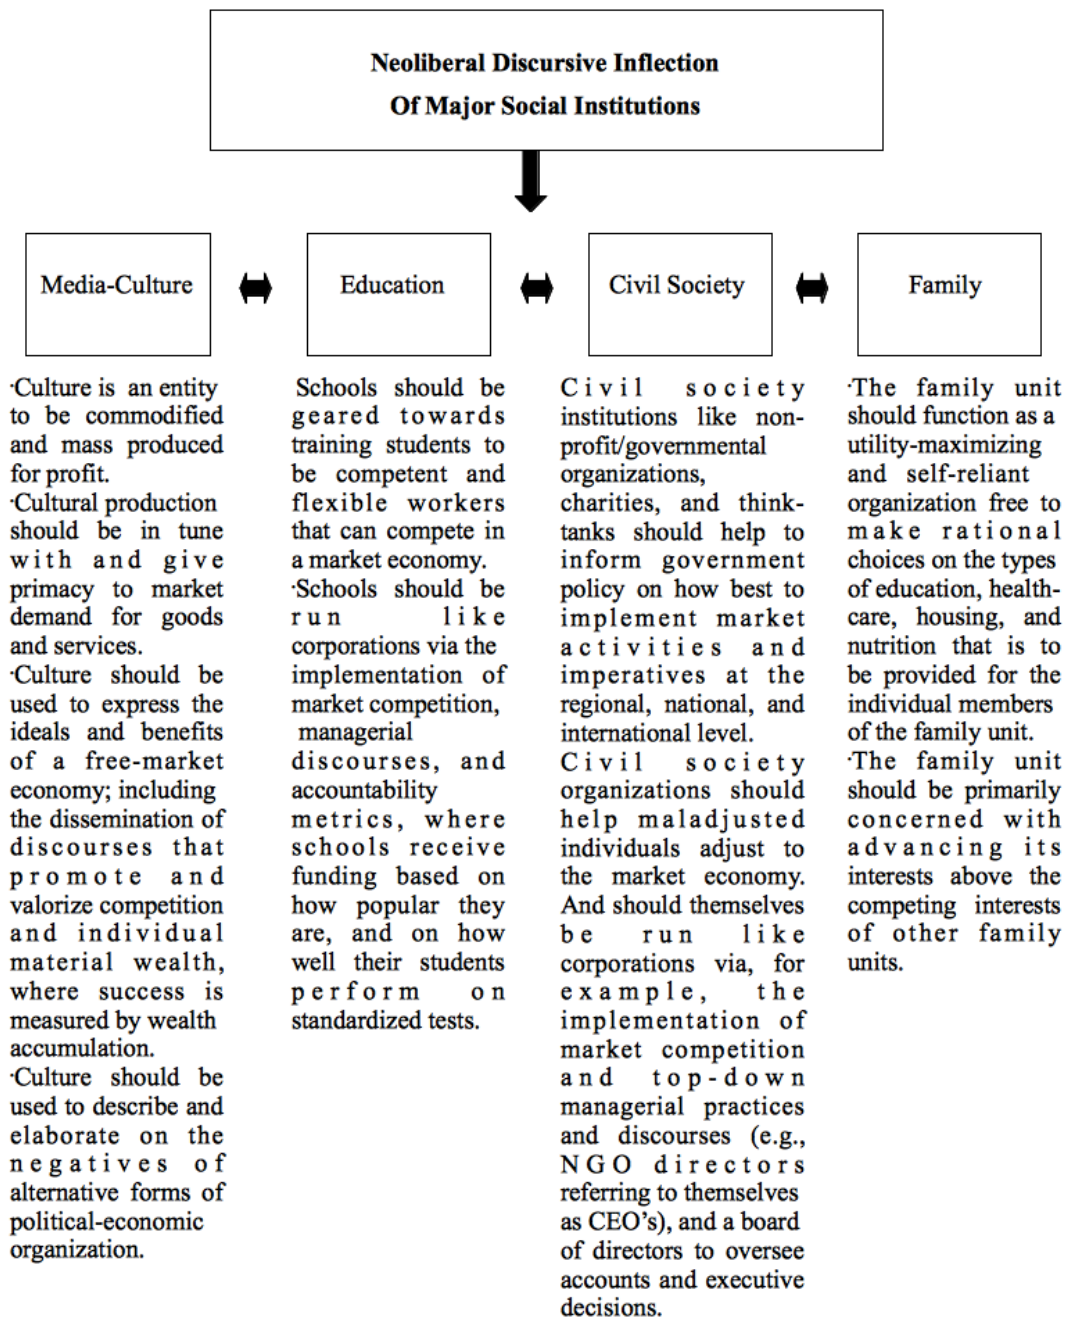 Neoliberal Discursive Inflection
Of Major Social Institutions
Media-Culture
Education
Civil Society
Family
·Culture is an entity
to be commodified
and mass produced
for profit.
·Cultural production
should be in tune
with and give
primacy to market
demand for goods
and services.
·Culture should be
used to express the
ideals and benefits
of a free-market
economy; including
the dissemination of
discourses that
promote and
valorize competition
and individual
material wealth,
where success is
measured by wealth
accumulation.
·Culture should be
used to describe and
elaborate on the
negatives of
alternative forms of
political-economic
organization.
Schools should be
geared towards
training students to
be competent and
flexible workers
that can compete in
a market economy.
·Schools should be
run like
corporations via the
implementation of
market competition,
managerial
discourses, and
accountability
metrics, where
schools receive
funding based on
how popular they
are, and on how
well their students
perform on
standardized tests.
Civil society
institutions like non-
profit/governmental
organizations,
charities, and think-
tanks should help to
inform government
policy on how best to
implement market
activities and
imperatives at the
regional, national, and
international level.
Civil society
organizations should
help maladjusted
individuals adjust to
the market economy.
And should themselves
be run like
corporations via, for
example, the
implementation of
market competition
and top-down
managerial practices
and discourses (e.g.,
NGO directors
referring to themselves
as CEO's), and a board
of directors to oversee
accounts and executive
decisions.
·The family unit
should function as a
utility-maximizing
and self-reliant
organization free to
make rational
choices on the types
of education, health-
care, housing, and
nutrition that is to
be provided for the
individual members
of the family unit.
·The family unit
should be primarily
concerned with
advancing its
interests above the
competing interests
of other family
units.